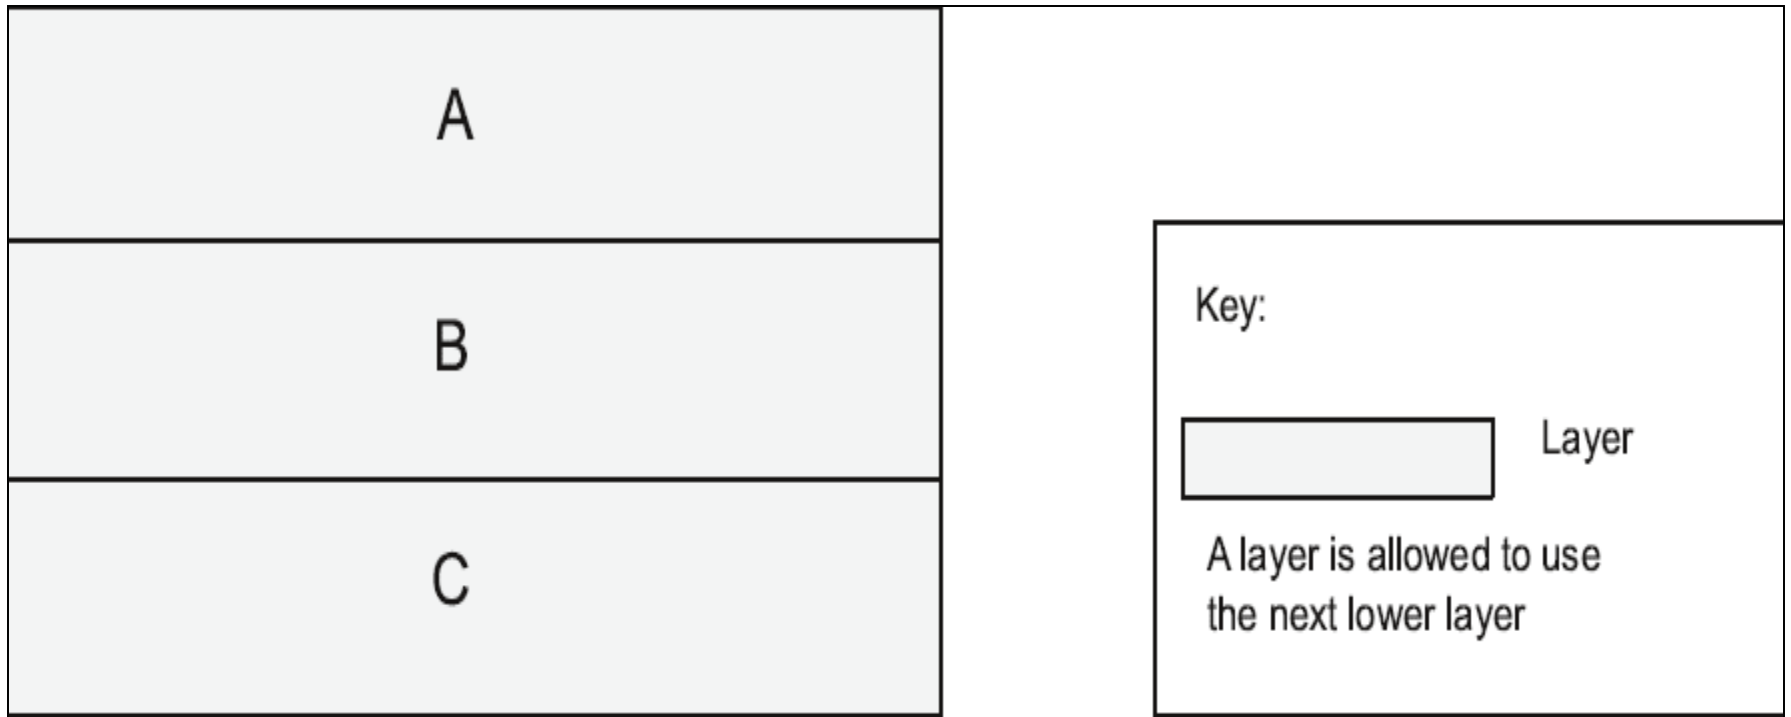 A
B
C
Key:
Layer
A layer is allowed to use
the next lower layer